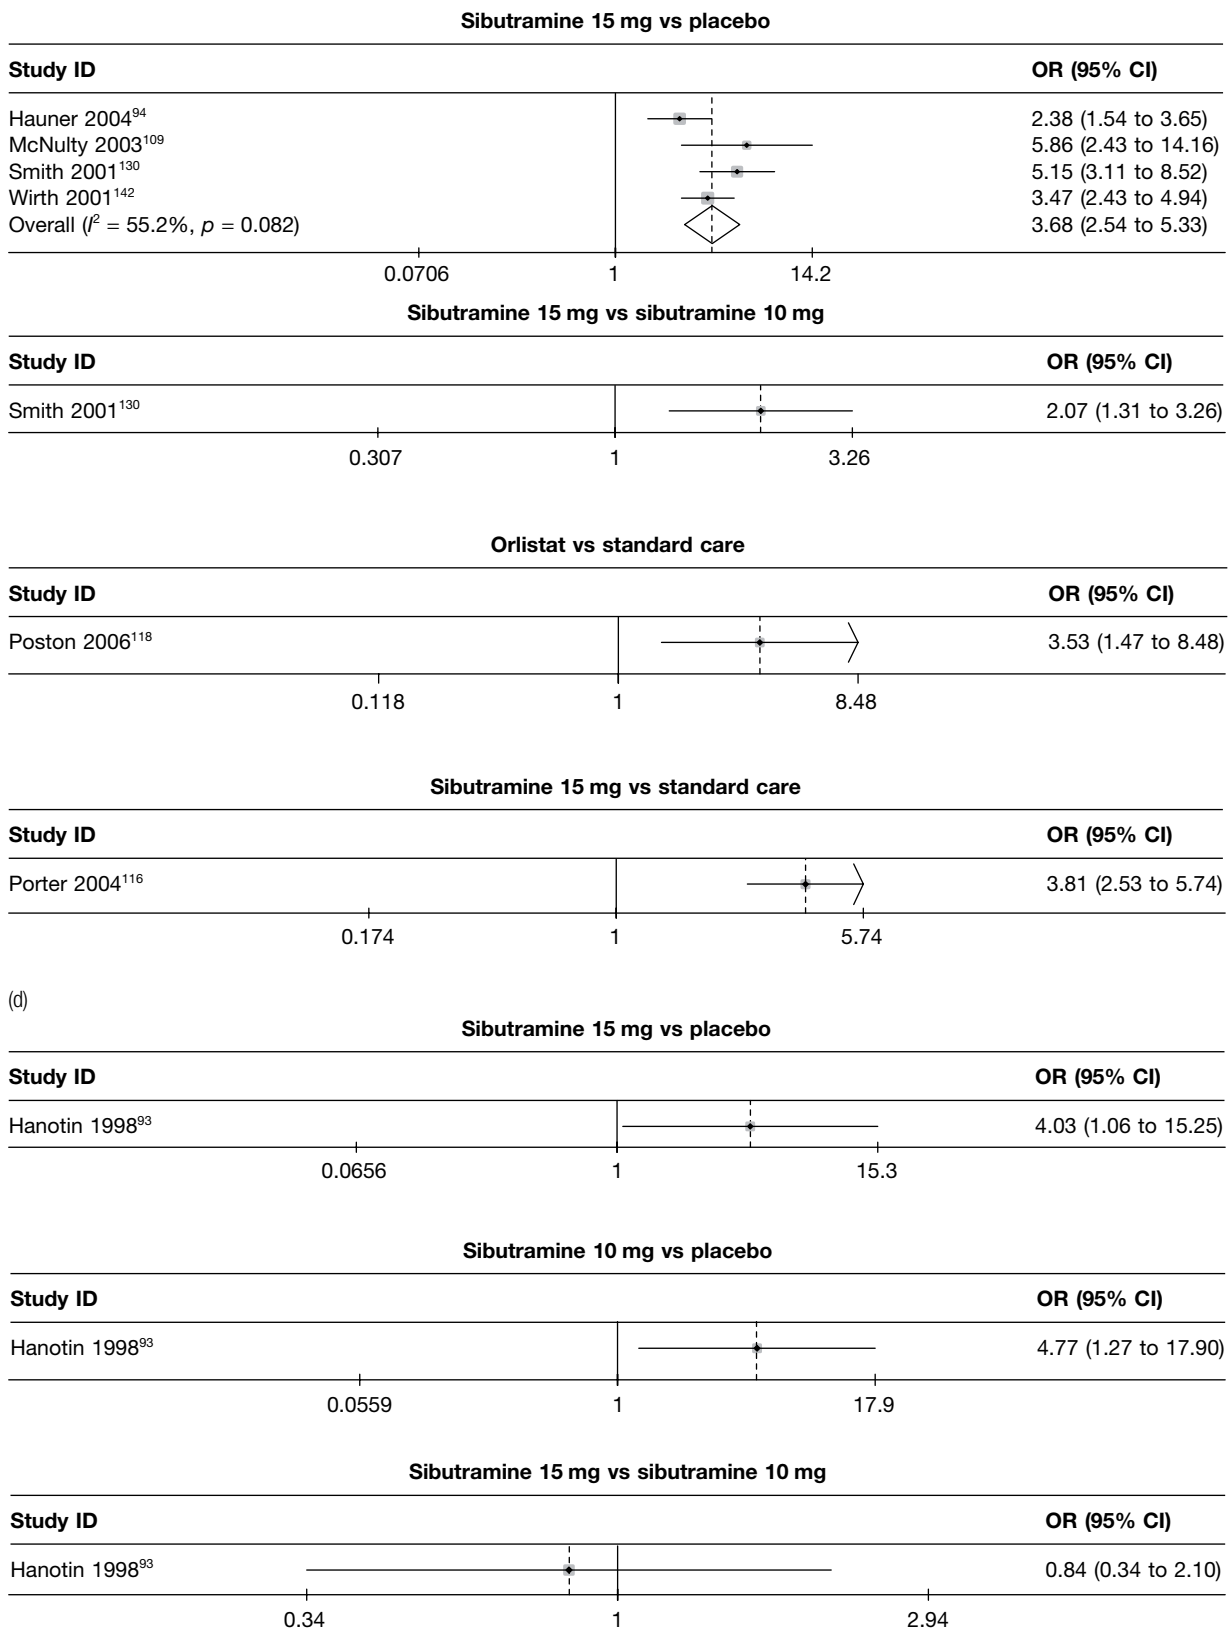 Sibutramine 15 mg vs placebo
Study ID OR (95% CI)
Hauner 2004⁹⁴ 2.38 (1.54 to 3.65)
McNulty 2003¹⁰⁹ 5.86 (2.43 to 14.16)
Smith 2001¹³⁰ 5.15 (3.11 to 8.52)
Wirth 2001¹⁴² 3.47 (2.43 to 4.94)
Overall (I² = 55.2%, p = 0.082) 3.68 (2.54 to 5.33)
0.0706 1 14.2
Sibutramine 15 mg vs sibutramine 10 mg
Study ID OR (95% CI)
Smith 2001¹³⁰ 2.07 (1.31 to 3.26)
0.307 1 3.26
Orlistat vs standard care
Study ID OR (95% CI)
Poston 2006¹¹⁸ 3.53 (1.47 to 8.48)
0.118 1 8.48
Sibutramine 15 mg vs standard care
Study ID OR (95% CI)
Porter 2004¹¹⁶ 3.81 (2.53 to 5.74)
0.174 1 5.74
(d)
Sibutramine 15 mg vs placebo
Study ID OR (95% CI)
Hanotin 1998⁹³ 4.03 (1.06 to 15.25)
0.0656 1 15.3
Sibutramine 10 mg vs placebo
Study ID OR (95% CI)
Hanotin 1998⁹³ 4.77 (1.27 to 17.90)
0.0559 1 17.9
Sibutramine 15 mg vs sibutramine 10 mg
Study ID OR (95% CI)
Hanotin 1998⁹³ 0.84 (0.34 to 2.10)
0.34 1 2.94